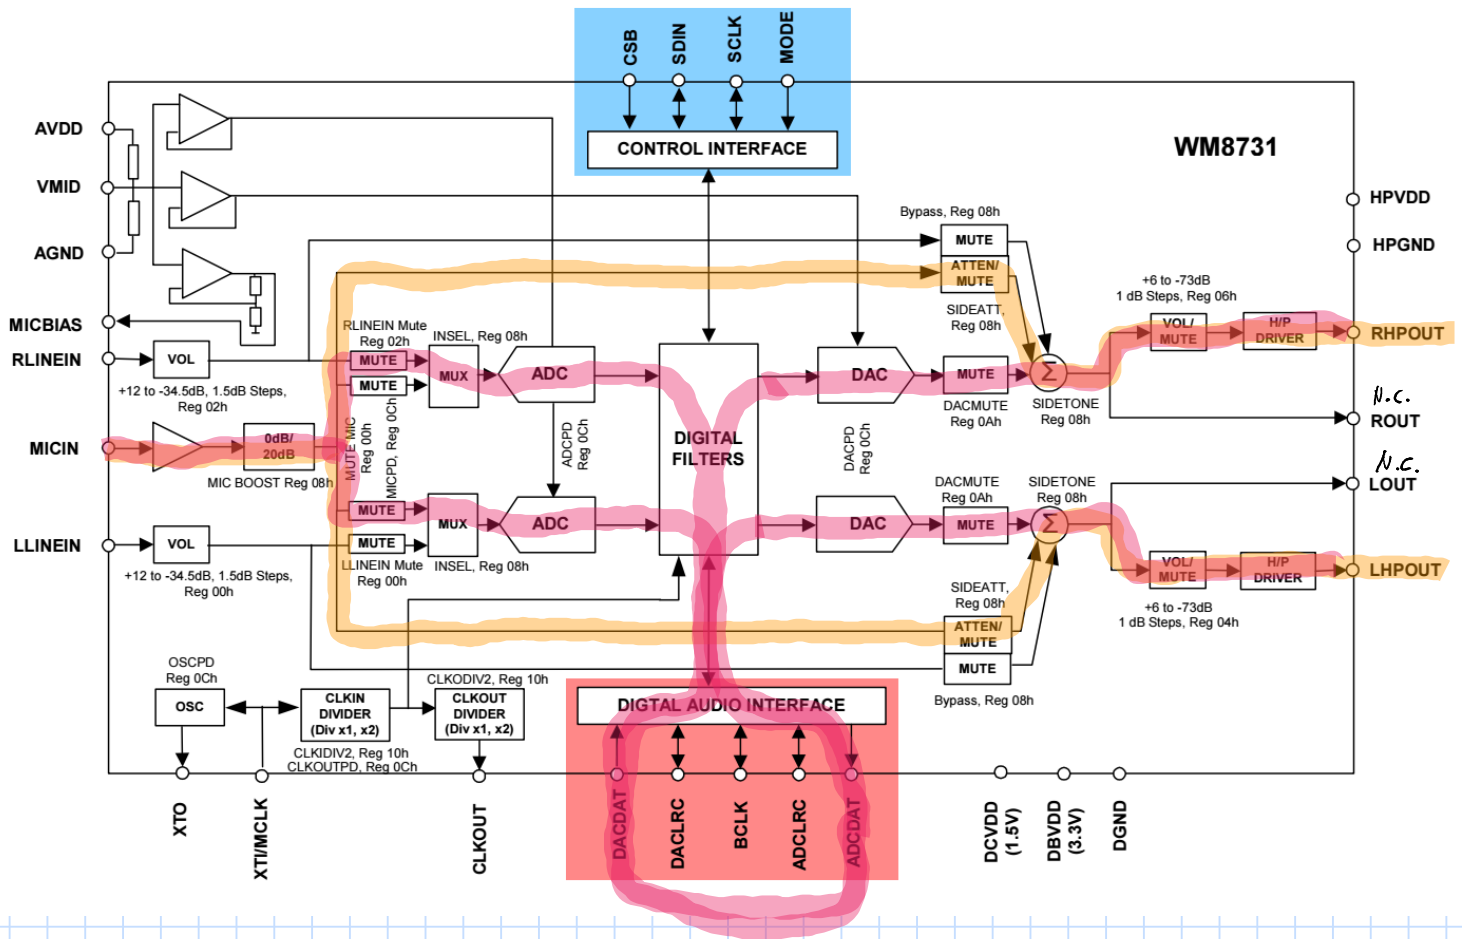 CSB
SDIN
SCLK
MODE
AVDD
VMID
AGND
MICBIAS
RLINEIN
MICIN
LLINEIN
CONTROL INTERFACE
WM8731
HPVDD
HPGND
RHPOUT
N.C.
ROUT
N.C.
LOUT
LHPOUT
Bypass, Reg 08h
MUTE
ATTEN/
MUTE
SIDEATT,
Reg 08h
+6 to -73dB
1 dB Steps, Reg 06h
VOL/
MUTE
H/P
DRIVER
RLINEIN Mute
Reg 02h
INSEL, Reg 08h
VOL
+12 to -34.5dB, 1.5dB Steps,
Reg 02h
MUTE
MUTE
MUX
ADC
DAC
MUTE
Σ
DACMUTE
Reg 0Ah
SIDETONE
Reg 08h
0dB/
20dB
MIC BOOST Reg 08h
MUTE MIC
Reg 00h
MICPD, Reg 0Ch
ADCPD
Reg 0Ch
DIGITAL
FILTERS
DACPD
Reg 0Ch
DACMUTE
Reg 0Ah
SIDETONE
Reg 08h
MUTE
MUTE
MUX
ADC
DAC
MUTE
Σ
VOL
+12 to -34.5dB, 1.5dB Steps,
Reg 00h
LLINEIN Mute
Reg 00h
INSEL, Reg 08h
SIDEATT,
Reg 08h
ATTEN/
MUTE
MUTE
Bypass, Reg 08h
VOL/
MUTE
H/P
DRIVER
+6 to -73dB
1 dB Steps, Reg 04h
OSCPD
Reg 0Ch
OSC
CLKIN
DIVIDER
(Div x1, x2)
CLKIDIV2, Reg 10h
CLKOUTPD, Reg 0Ch
CLKODIV2, Reg 10h
CLKOUT
DIVIDER
(Div x1, x2)
DIGTAL AUDIO INTERFACE
XTO
XTI/MCLK
CLKOUT
DACDAT
DACLRC
BCLK
ADCLRC
ADCDAT
DCVDD
(1.5V)
DBVDD
(3.3V)
DGND